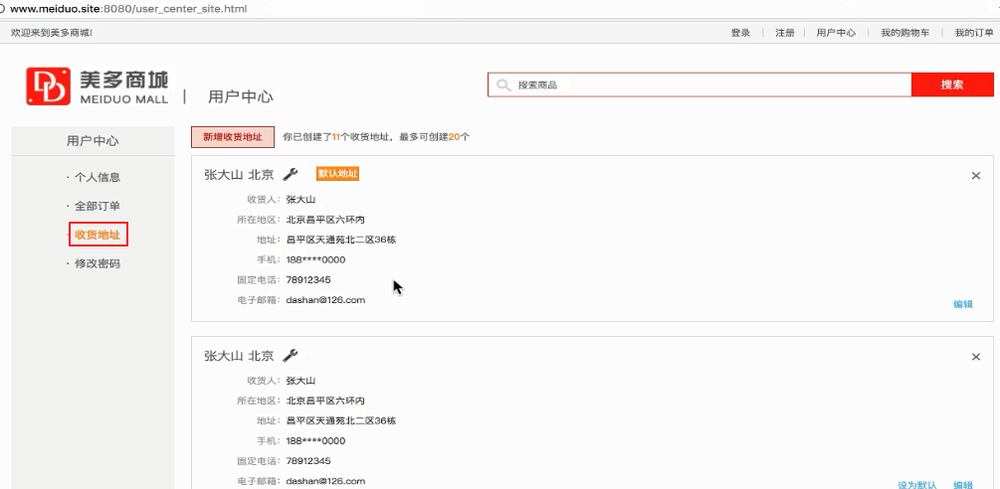 www.meiduo.site:8080/user_center_site.html
欢迎来到美多商城! 登录 | 注册 | 用户中心 | 我的购物车 | 我的订单
美多商城
MEIDUO MALL
| 用户中心
搜索商品 搜索
用户中心
· 个人信息
· 全部订单
· 收货地址
· 修改密码
新增收货地址 你已创建了11个收货地址，最多可创建20个
张大山 北京 默认地址 ×
收货人： 张大山
所在地区： 北京昌平区六环内
地址： 昌平区天通苑北二区36栋
手机： 188****0000
固定电话： 78912345
电子邮箱： dashan@126.com
编辑
张大山 北京 ×
收货人： 张大山
所在地区： 北京昌平区六环内
地址： 昌平区天通苑北二区36栋
手机： 188****0000
固定电话： 78912345
电子邮箱： dashan@126.com
设为默认 编辑